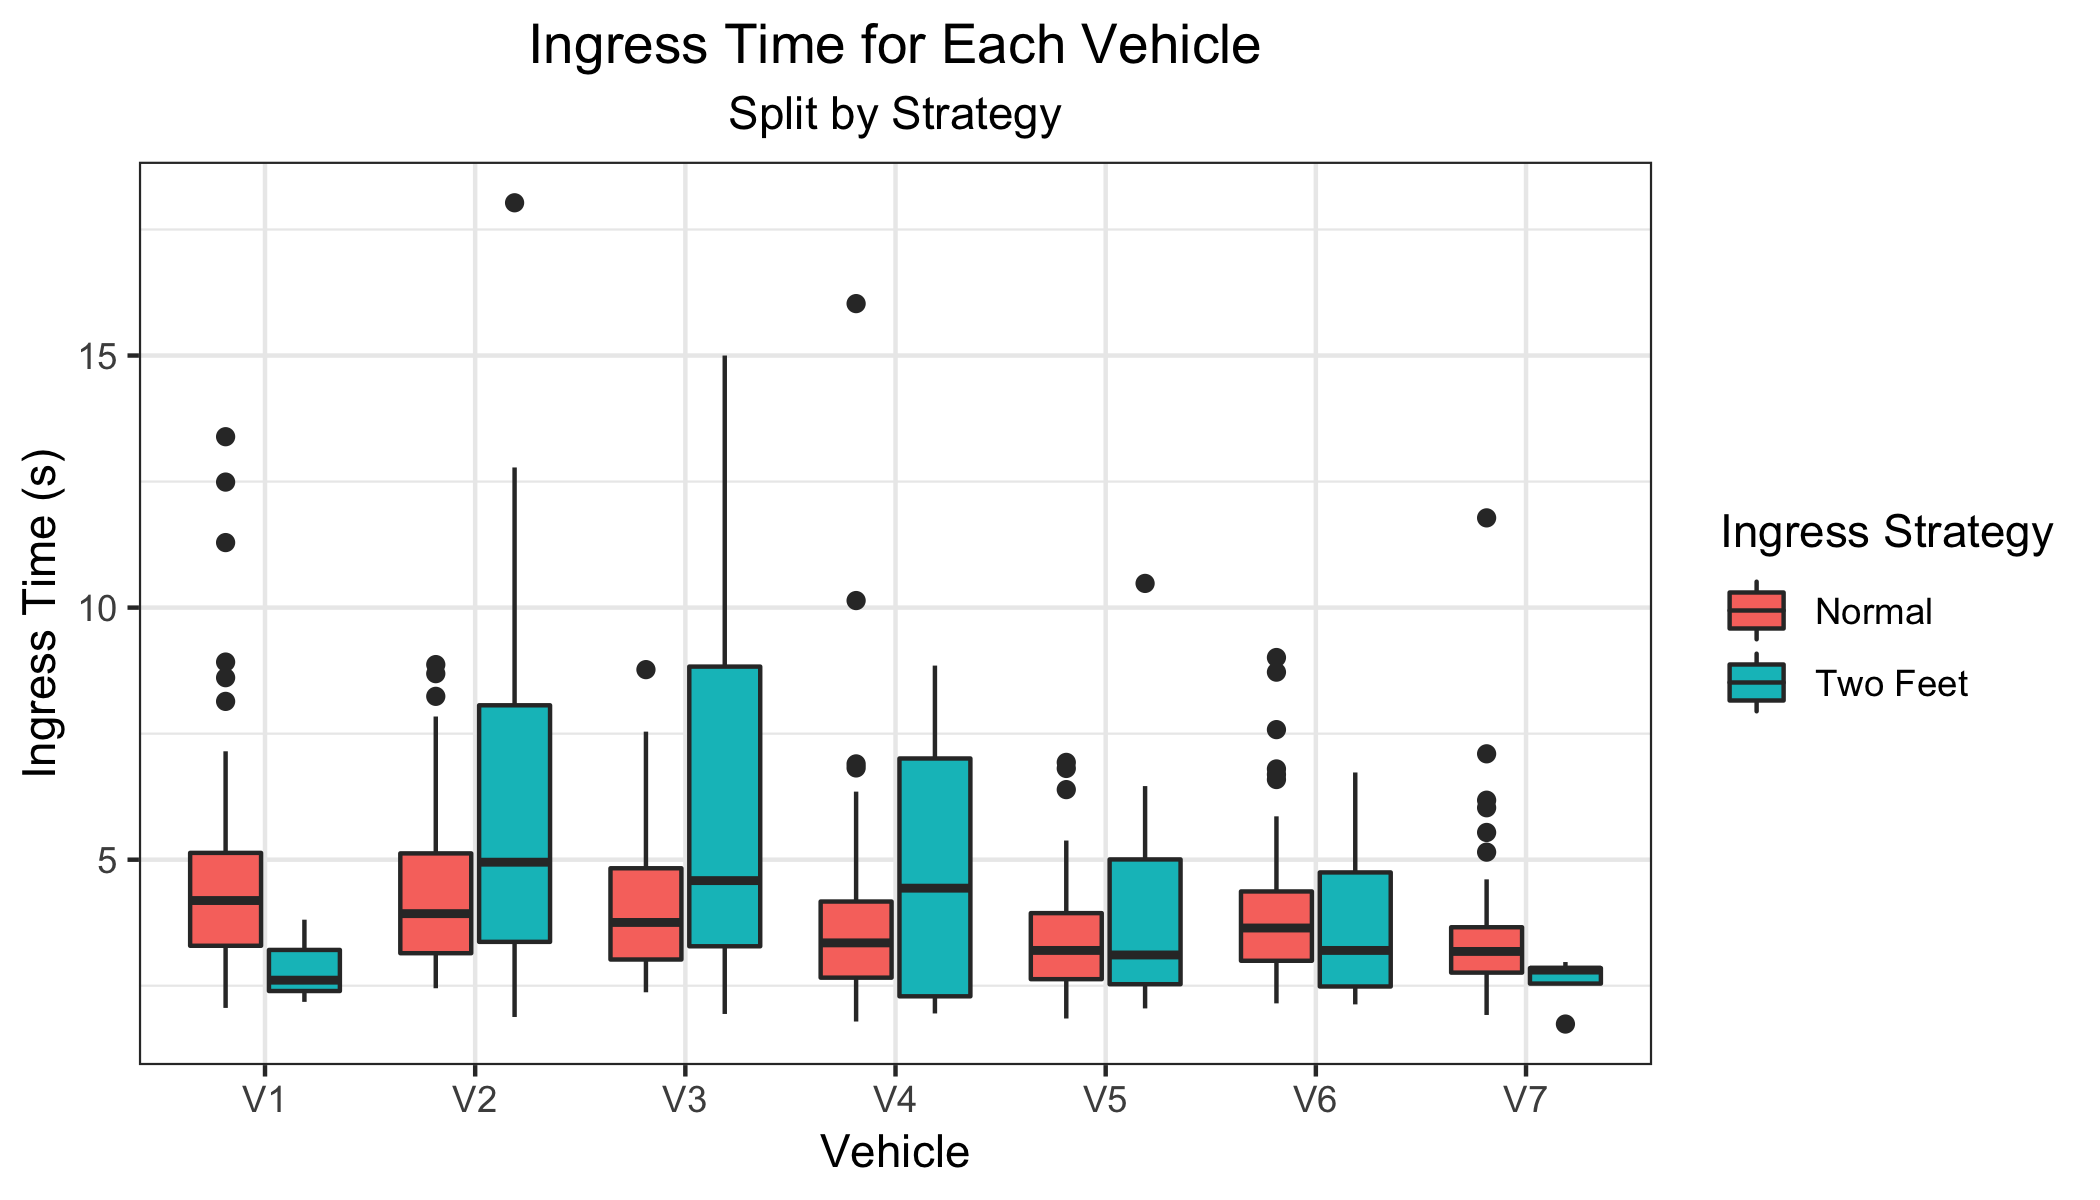 Ingress Time for Each Vehicle
Split by Strategy
Ingress Time (s)
15
10
5
V1 V2 V3 V4 V5 V6 V7
Vehicle
Ingress Strategy
Normal
Two Feet